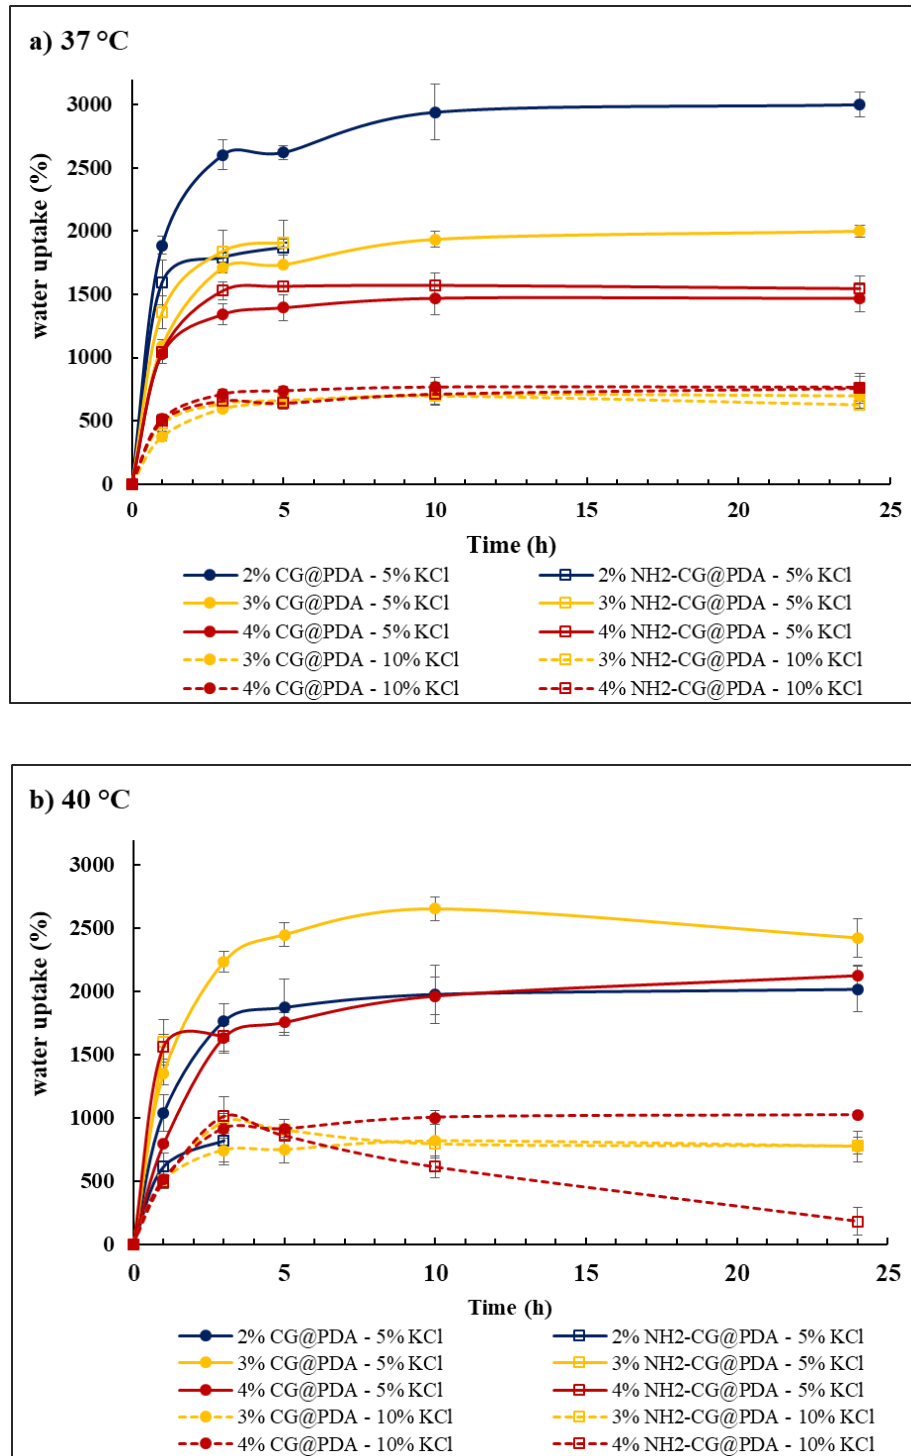 a) 37 °C
3000
2500
2000
1500
1000
500
0
water uptake (%)
0 5 10 15 20 25
Time (h)
2% CG@PDA - 5% KCl 2% NH2-CG@PDA - 5% KCl
3% CG@PDA - 5% KCl 3% NH2-CG@PDA - 5% KCl
4% CG@PDA - 5% KCl 4% NH2-CG@PDA - 5% KCl
3% CG@PDA - 10% KCl 3% NH2-CG@PDA - 10% KCl
4% CG@PDA - 10% KCl 4% NH2-CG@PDA - 10% KCl
b) 40 °C
3000
2500
2000
1500
1000
500
0
water uptake (%)
0 5 10 15 20 25
Time (h)
2% CG@PDA - 5% KCl 2% NH2-CG@PDA - 5% KCl
3% CG@PDA - 5% KCl 3% NH2-CG@PDA - 5% KCl
4% CG@PDA - 5% KCl 4% NH2-CG@PDA - 5% KCl
3% CG@PDA - 10% KCl 3% NH2-CG@PDA - 10% KCl
4% CG@PDA - 10% KCl 4% NH2-CG@PDA - 10% KCl